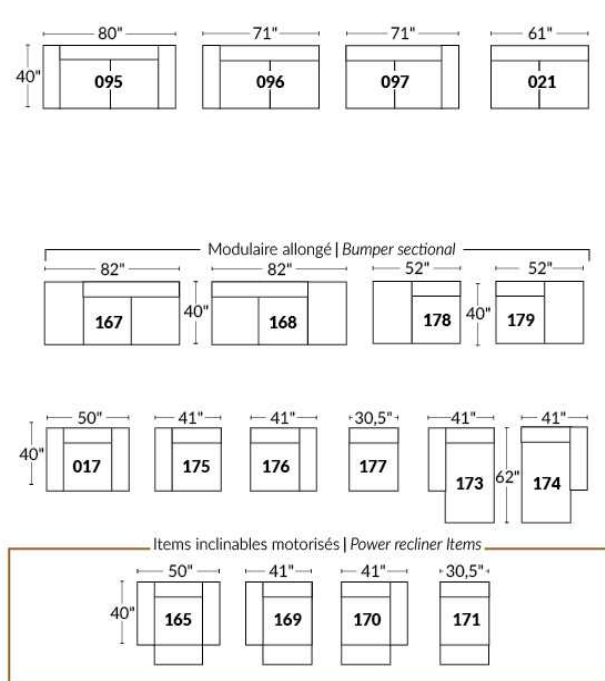 80" 71" 71" 61"
40" 095 096 097 021
Modulaire allongé | Bumper sectional
82" 82" 52" 52"
167 40" 168 178 40" 179
50" 41" 41" 30,5" 41" 41"
40" 017 175 176 177 173 62" 174
Items inclinables motorisés | Power recliner Items
50" 41" 41" 30,5"
40" 165 169 170 171